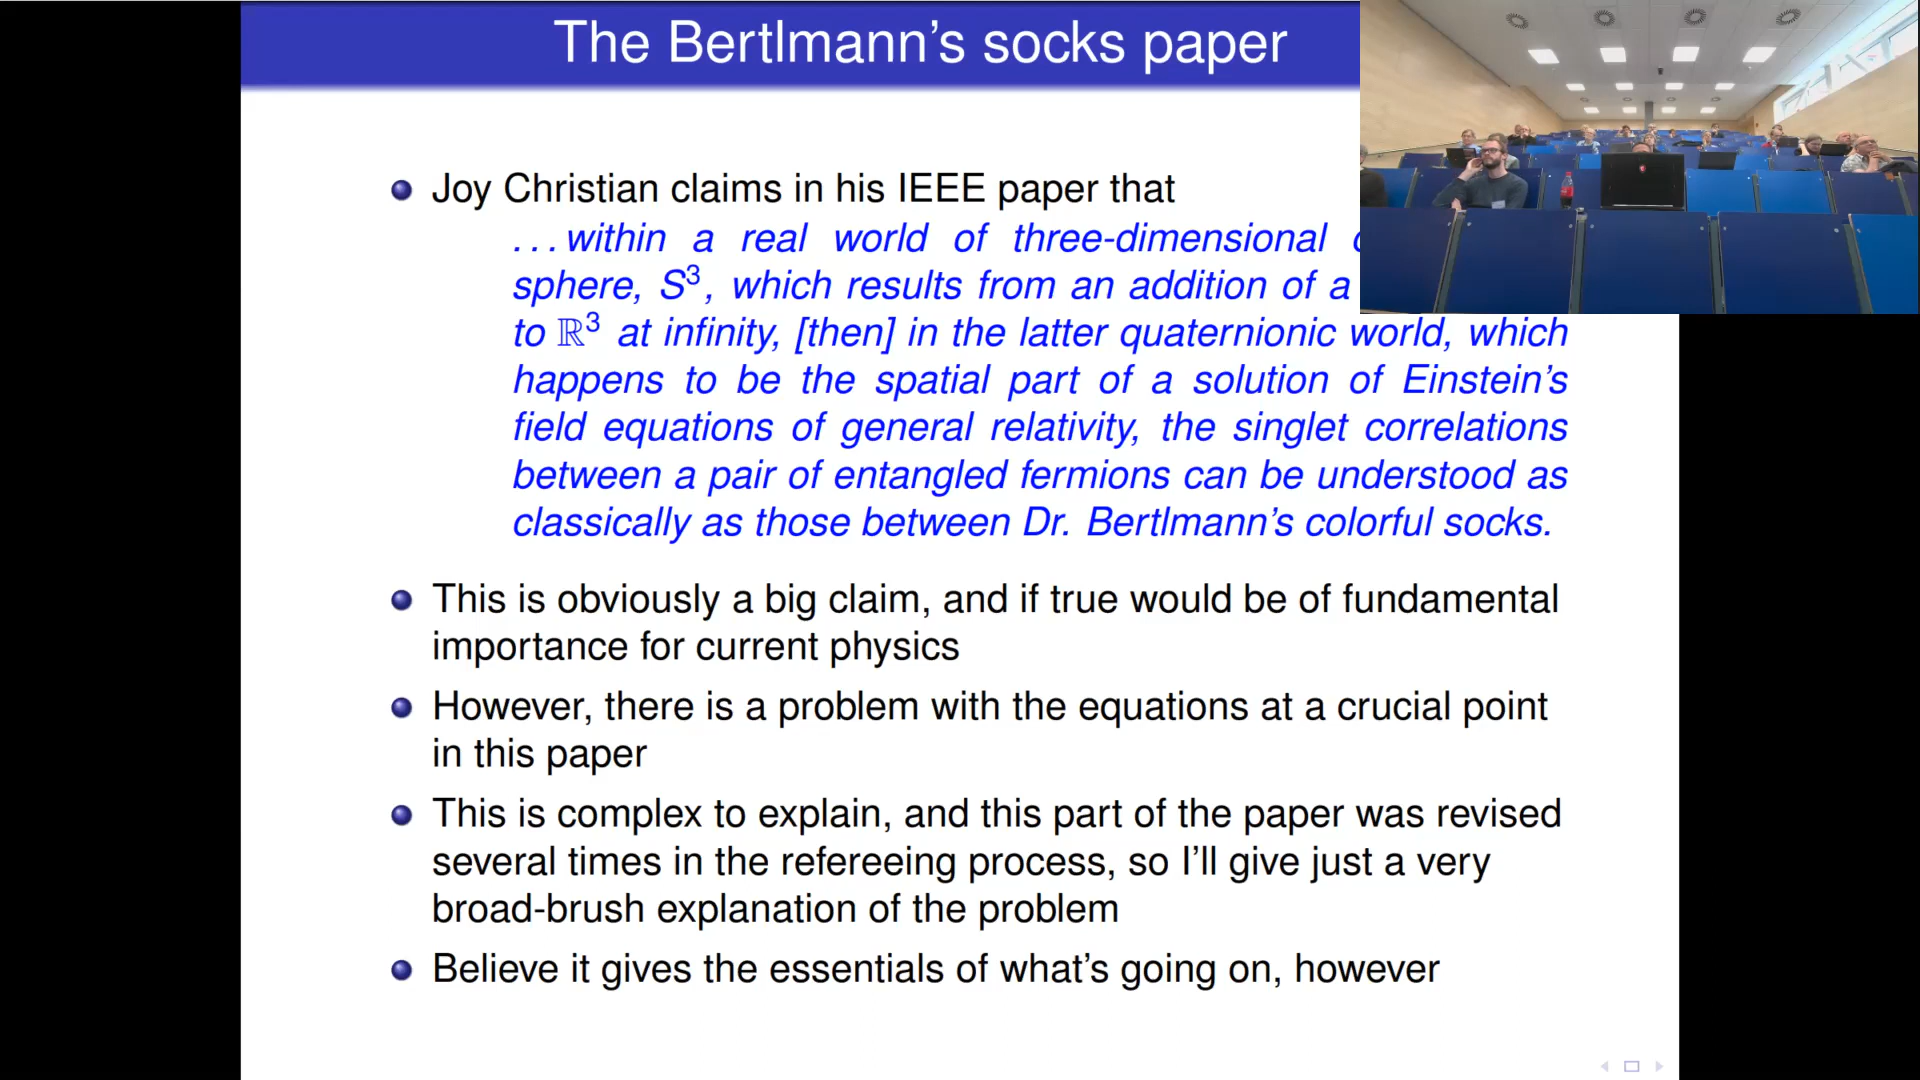 The Bertlmann's socks paper
Joy Christian claims in his IEEE paper that
...within a real world of three-dimensional
sphere, S³, which results from an addition of a
to ℝ³ at infinity, [then] in the latter quaternionic world, which
happens to be the spatial part of a solution of Einstein's
field equations of general relativity, the singlet correlations
between a pair of entangled fermions can be understood as
classically as those between Dr. Bertlmann's colorful socks.
This is obviously a big claim, and if true would be of fundamental
importance for current physics
However, there is a problem with the equations at a crucial point
in this paper
This is complex to explain, and this part of the paper was revised
several times in the refereeing process, so I'll give just a very
broad-brush explanation of the problem
Believe it gives the essentials of what's going on, however